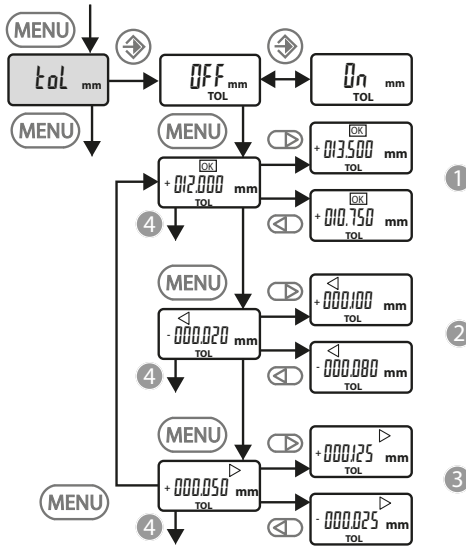 MENU
toL mm
OFF mm
TOL
On mm
TOL
MENU
MENU
OK
+ 013.500 mm
TOL
1
OK
+ 012.000 mm
TOL
OK
+ 010.750 mm
TOL
4
MENU
+ 000.100 mm
TOL
2
- 000.020 mm
TOL
- 000.080 mm
TOL
4
MENU
+ 000.125 mm
TOL
3
+ 000.050 mm
TOL
MENU
- 000.025 mm
TOL
4